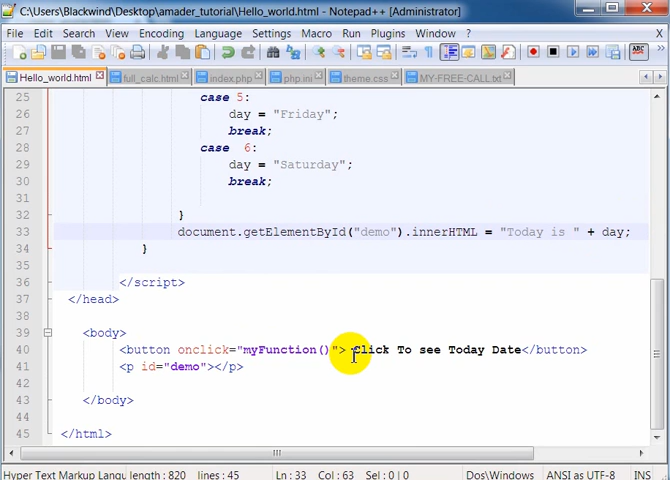 C:\Users\Blackwind\Desktop\amader_tutorial\Hello_world.html - Notepad++ [Administrator]
File Edit Search View Encoding Language Settings Macro Run Plugins Window ?
Hello_world.html full_calc.html index.php php.ini theme.css MY-FREE-CALL.txt
25 case 5:
26 day = "Friday";
27 break;
28 case 6:
29 day = "Saturday";
30 break;
31
32 }
33 document.getElementById("demo").innerHTML = "Today is " + day;
34 }
35
36 </script>
37 </head>
38
39 <body>
40 <button onclick="myFunction()"> Click To see Today Date</button>
41 <p id="demo"></p>
42
43 </body>
44
45 </html>
Hyper Text Markup Langu length : 820 lines : 45 Ln : 33 Col : 63 Sel : 0 | 0 Dos\Windows ANSI as UTF-8 INS